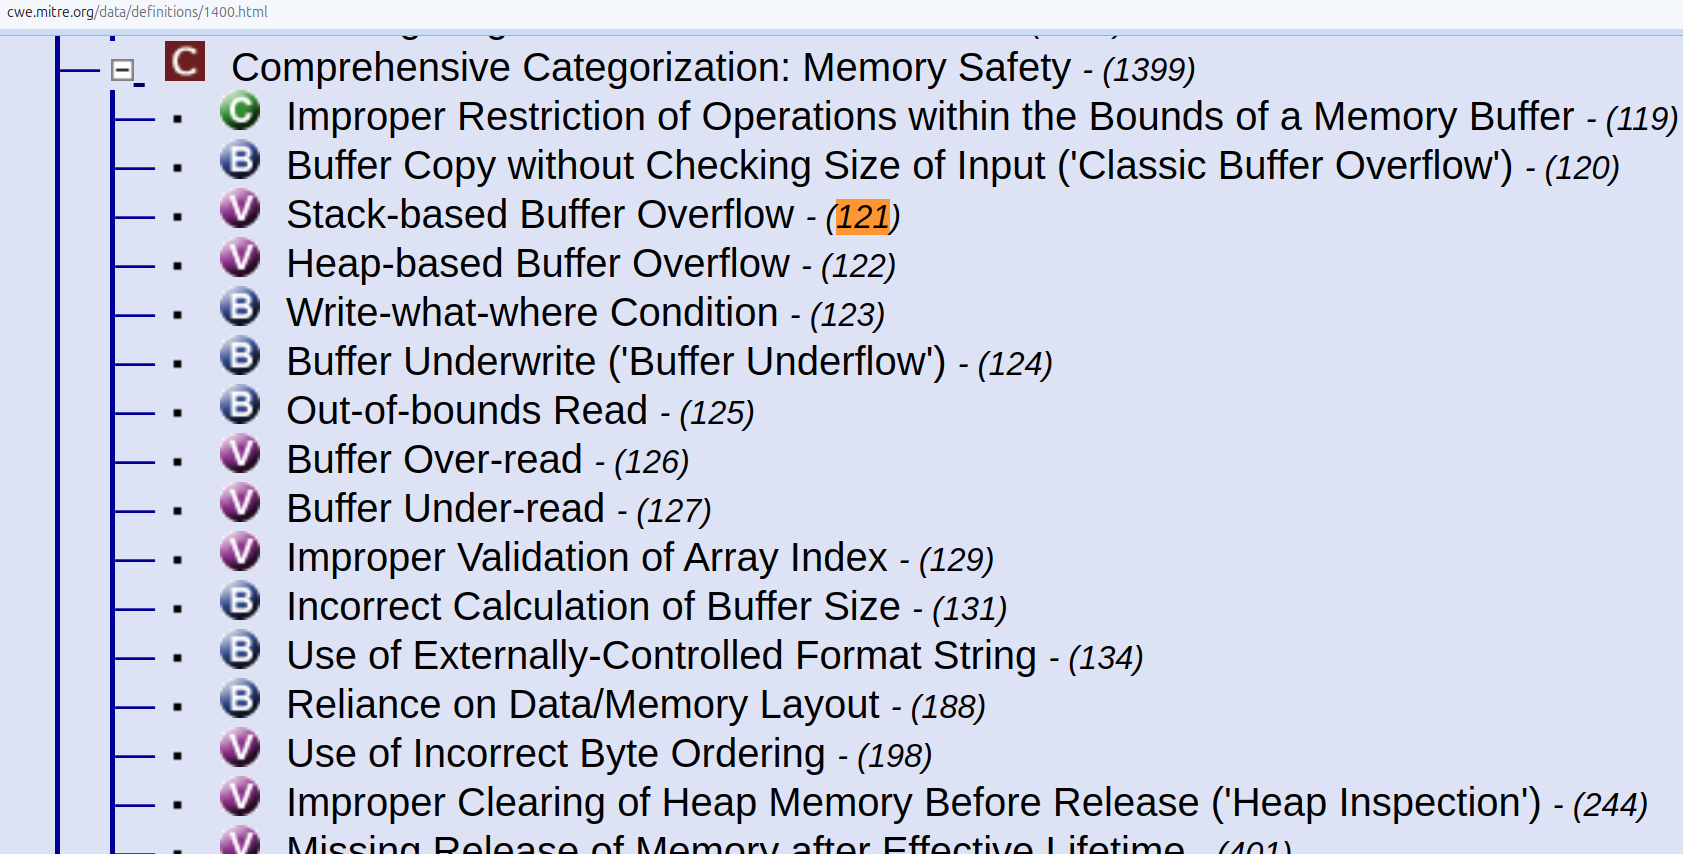 cwe.mitre.org/data/definitions/1400.html
C Comprehensive Categorization: Memory Safety - (1399)
C Improper Restriction of Operations within the Bounds of a Memory Buffer - (119)
B Buffer Copy without Checking Size of Input ('Classic Buffer Overflow') - (120)
V Stack-based Buffer Overflow - (121)
V Heap-based Buffer Overflow - (122)
B Write-what-where Condition - (123)
B Buffer Underwrite ('Buffer Underflow') - (124)
B Out-of-bounds Read - (125)
V Buffer Over-read - (126)
V Buffer Under-read - (127)
V Improper Validation of Array Index - (129)
B Incorrect Calculation of Buffer Size - (131)
B Use of Externally-Controlled Format String - (134)
B Reliance on Data/Memory Layout - (188)
V Use of Incorrect Byte Ordering - (198)
V Improper Clearing of Heap Memory Before Release ('Heap Inspection') - (244)
V Missing Release of Memory after Effective Lifetime - (401)